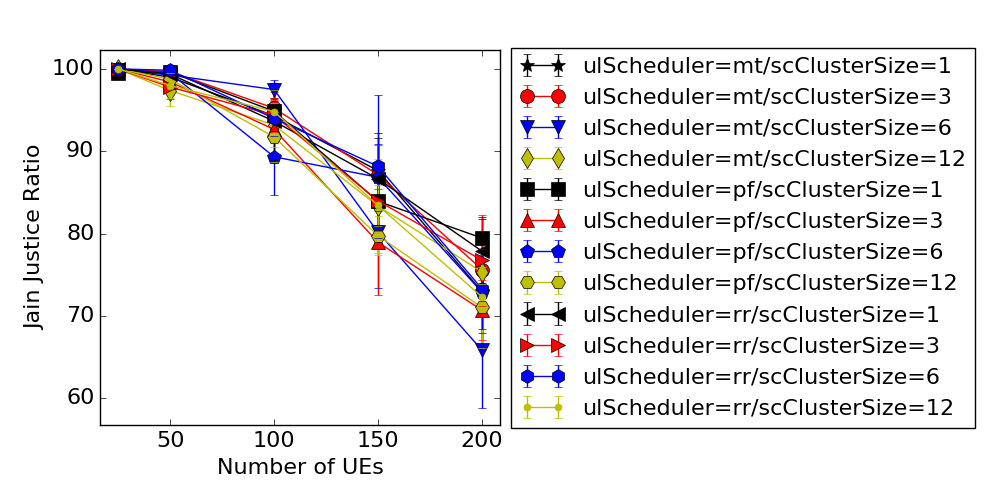 100
90
80
70
60
50 100 150 200
Jain Justice Ratio
Number of UEs
ulScheduler=mt/scClusterSize=1
ulScheduler=mt/scClusterSize=3
ulScheduler=mt/scClusterSize=6
ulScheduler=mt/scClusterSize=12
ulScheduler=pf/scClusterSize=1
ulScheduler=pf/scClusterSize=3
ulScheduler=pf/scClusterSize=6
ulScheduler=pf/scClusterSize=12
ulScheduler=rr/scClusterSize=1
ulScheduler=rr/scClusterSize=3
ulScheduler=rr/scClusterSize=6
ulScheduler=rr/scClusterSize=12